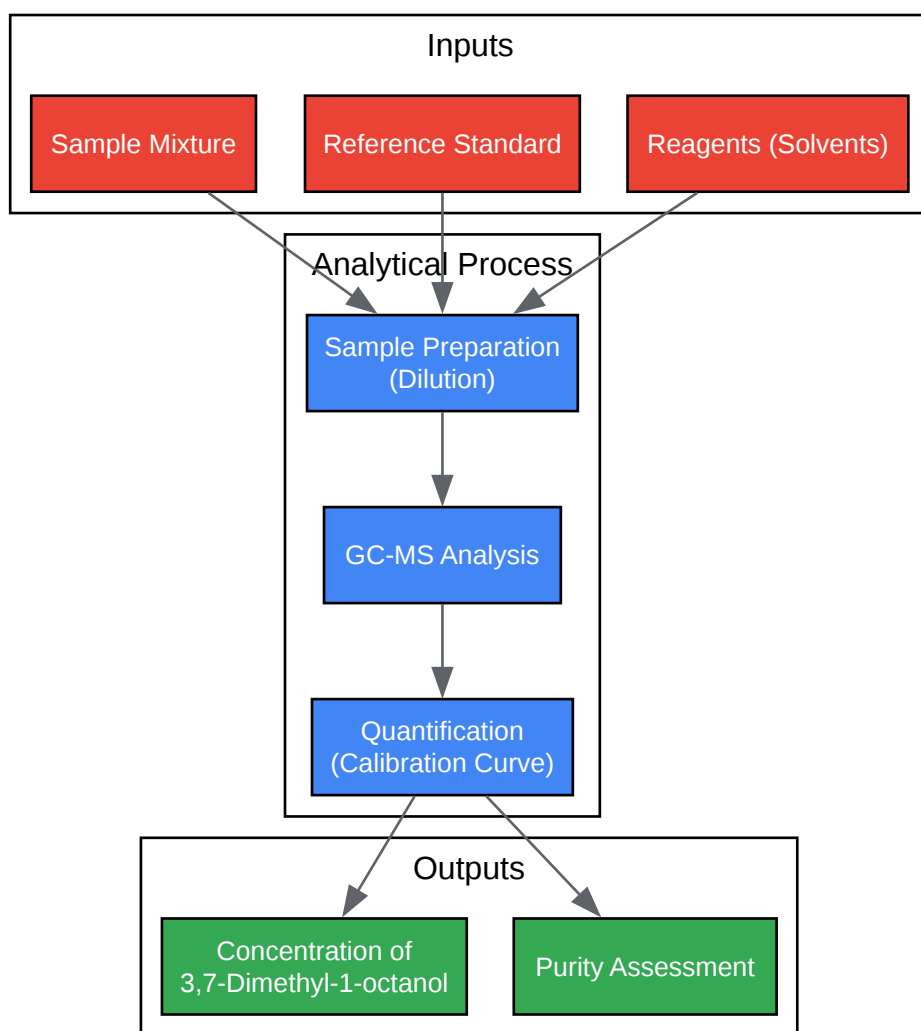 Inputs
Sample Mixture
Reference Standard
Reagents (Solvents)
Analytical Process
Sample Preparation
(Dilution)
GC-MS Analysis
Quantification
(Calibration Curve)
Outputs
Concentration of
3,7-Dimethyl-1-octanol
Purity Assessment